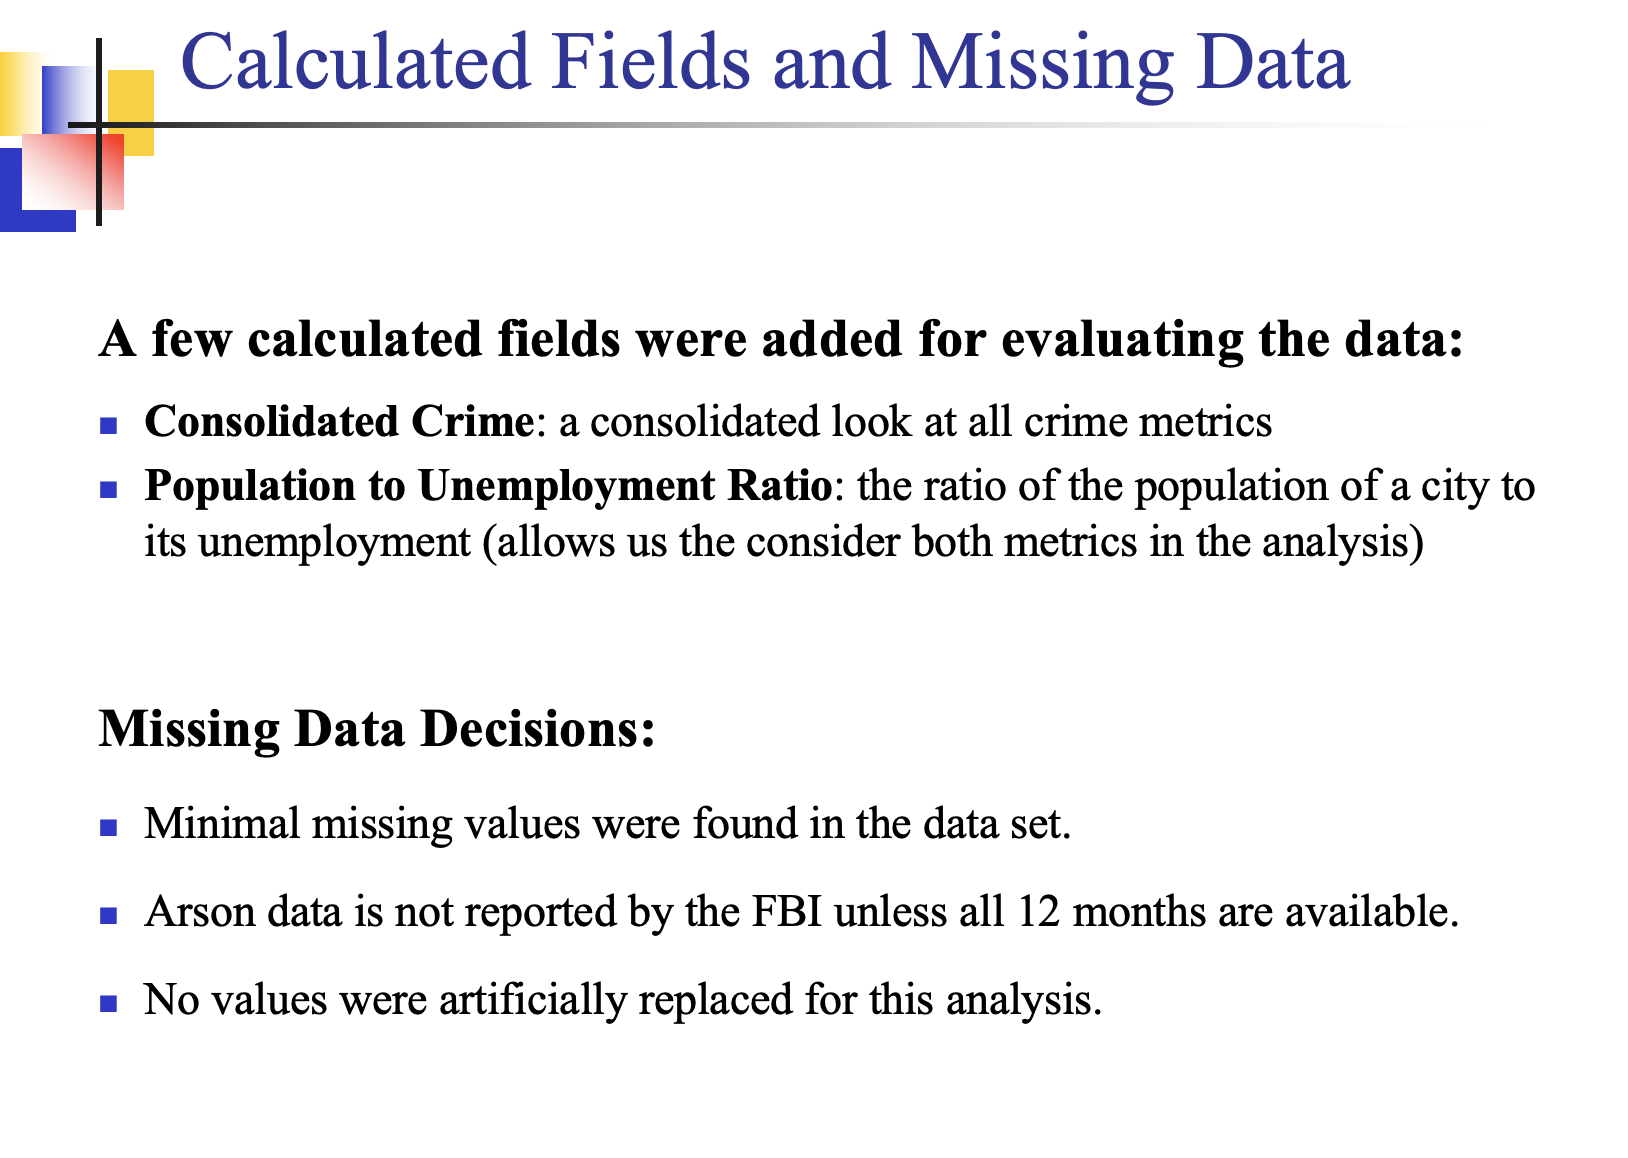 Calculated Fields and Missing Data
A few calculated fields were added for evaluating the data:
Consolidated Crime: a consolidated look at all crime metrics
Population to Unemployment Ratio: the ratio of the population of a city to
its unemployment (allows us the consider both metrics in the analysis)
Missing Data Decisions:
Minimal missing values were found in the data set.
Arson data is not reported by the FBI unless all 12 months are available.
No values were artificially replaced for this analysis.